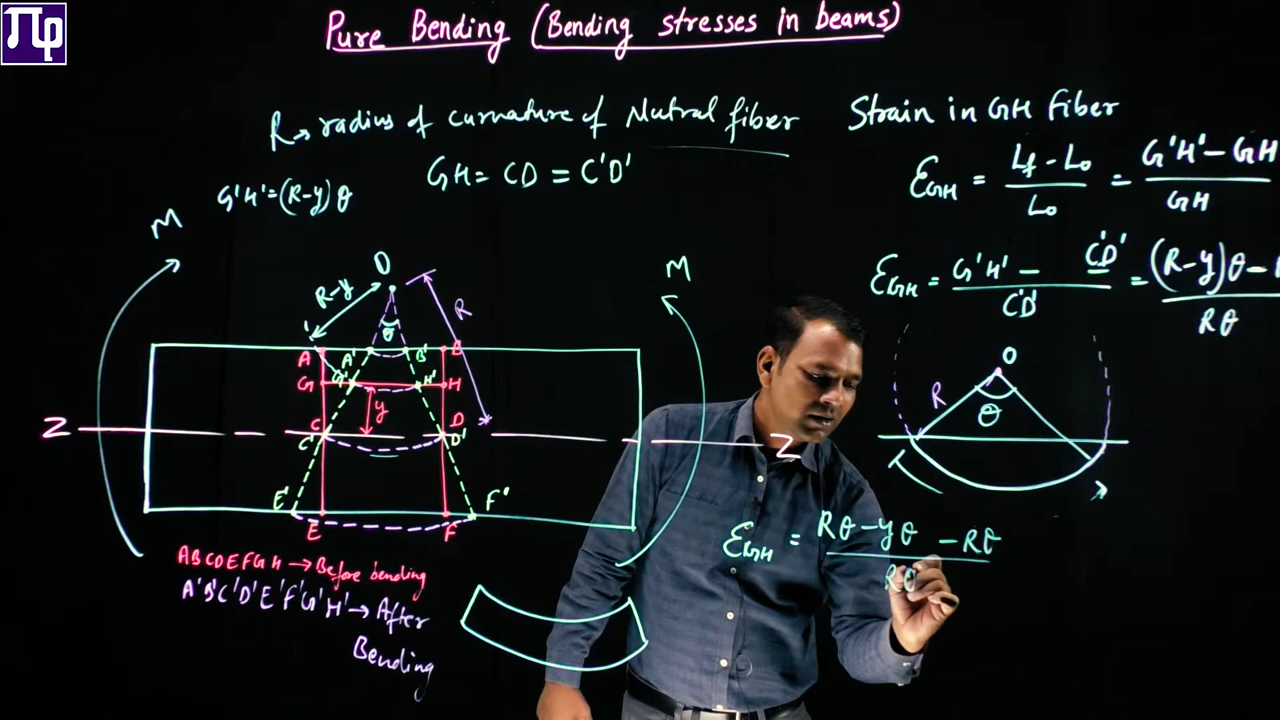 πφ
Pure Bending (Bending stresses in beams)
R → radius of curvature of Nutral fiber
GH = CD = C'D'
G'H' = (R-y)θ
Strain in GH Fiber
ε_GH = (Lf - Lo) / Lo = (G'H' - GH) / GH
ε_GH = (G'H' - C'D') / C'D' = ((R-y)θ - R / Rθ
M
M
O
R-y
R
θ
A A' B' B
G G' H' H
y
C D
C' D'
Z
Z
E' F'
E F
O
R
θ
ε_GH = (Rθ - yθ - Rθ) / Rθ
ABCDEFGH → Before bending
A'B'C'D'E'F'G'H' → After
Bending